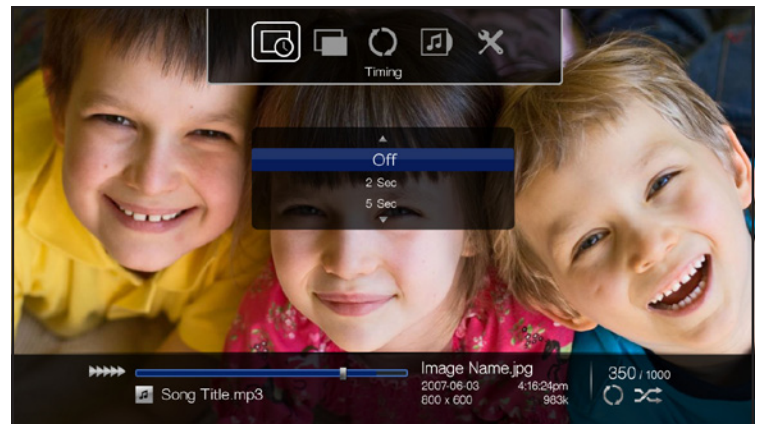 Timing
Off
2 Sec
5 Sec
Image Name.jpg
350 / 1000
2007-06-03 4:16:24pm
800 x 600 983k
Song Title.mp3